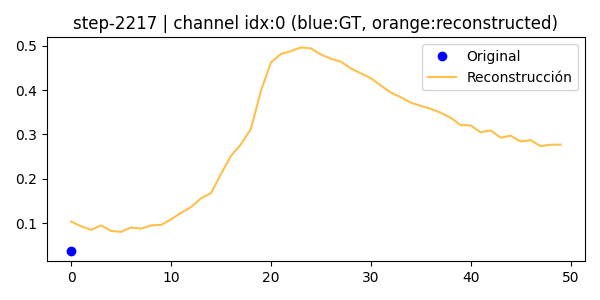 step-2217 | channel idx:0 (blue:GT, orange:reconstructed)
0.5
0.4
0.3
0.2
0.1
Original
Reconstrucción
0 10 20 30 40 50